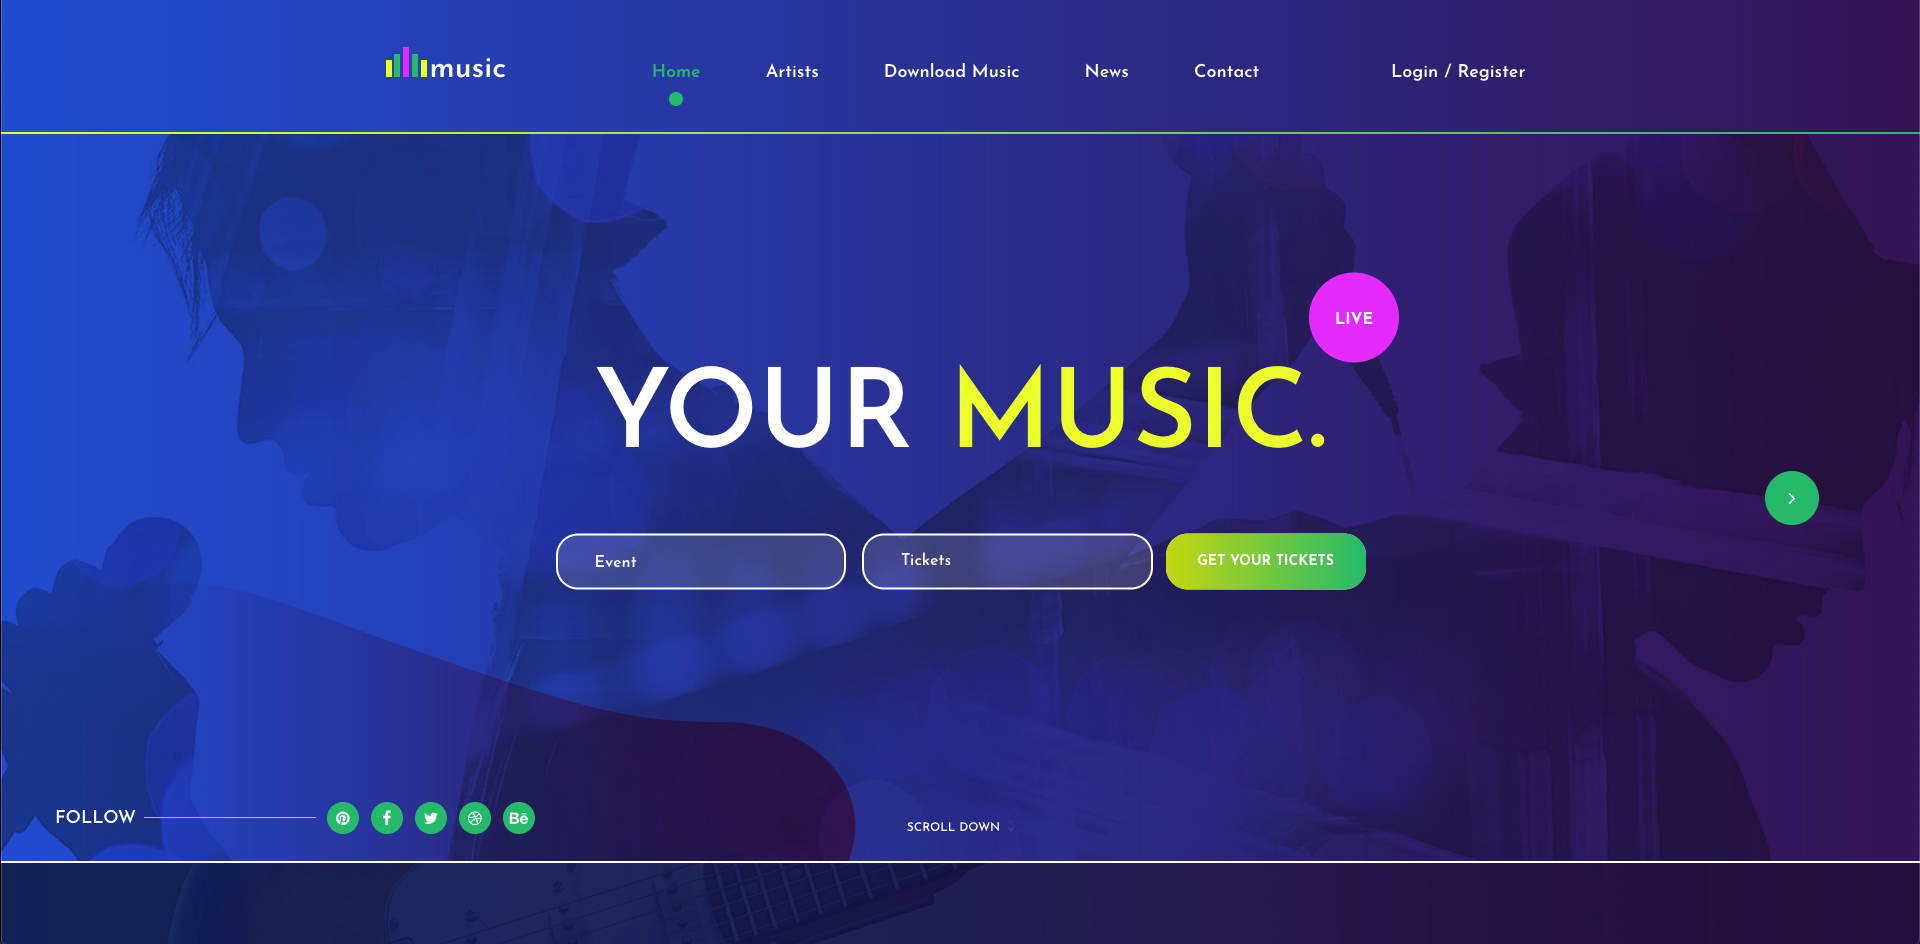 music
Home
Artists
Download Music
News
Contact
Login / Register
LIVE
YOUR MUSIC.
Event
Tickets
GET YOUR TICKETS
FOLLOW
Bē
SCROLL DOWN